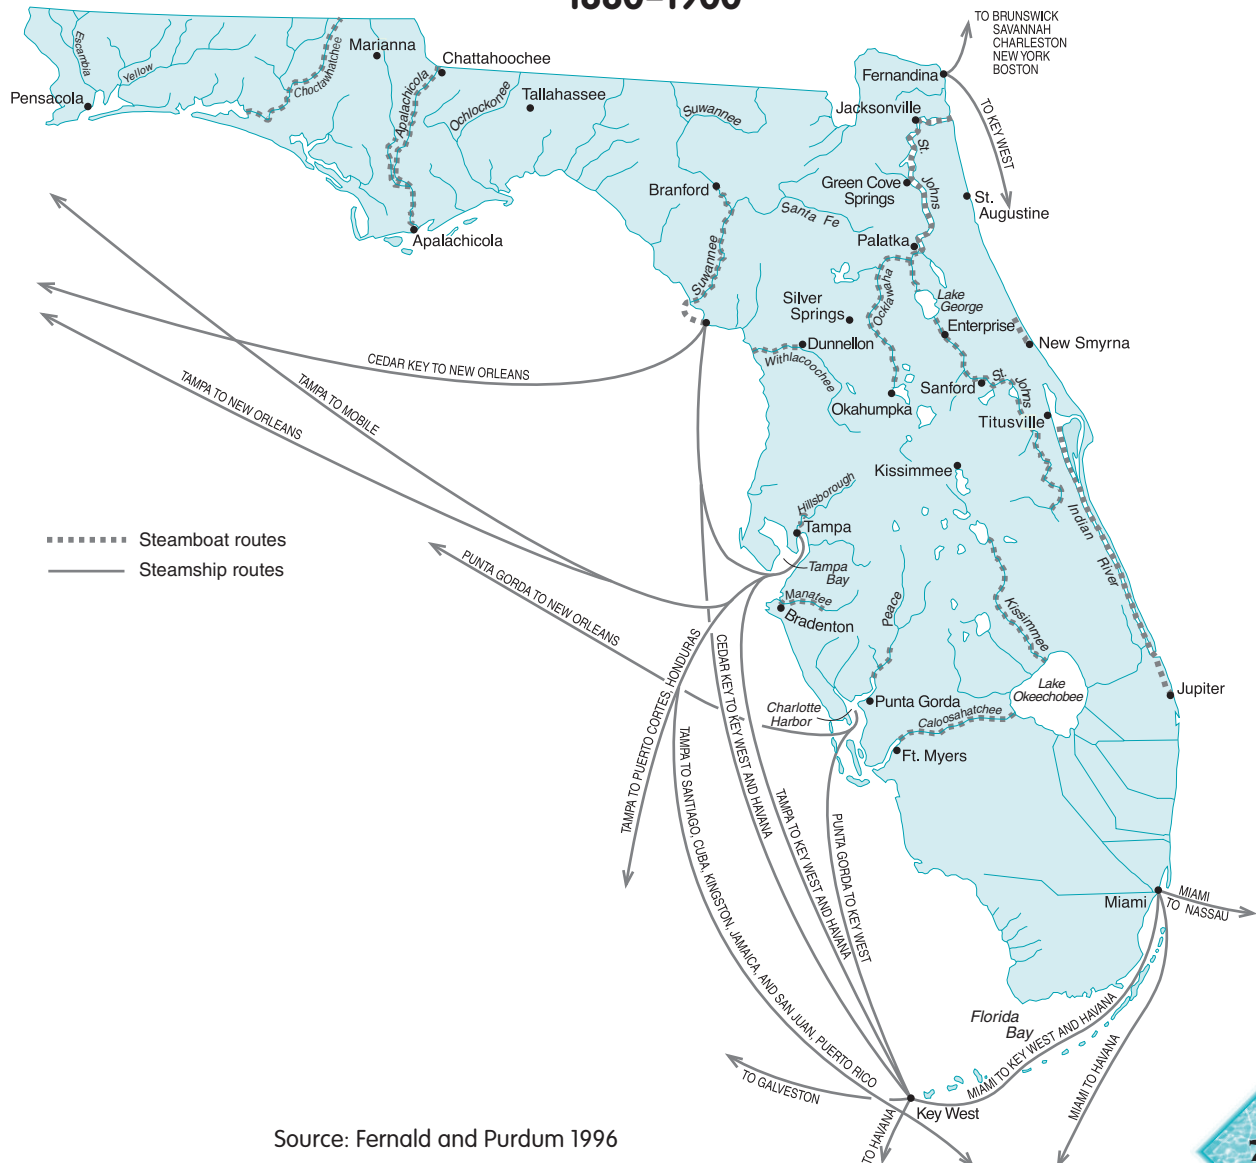 1880–1900
TO BRUNSWICK
SAVANNAH
CHARLESTON
NEW YORK
BOSTON
TO KEY WEST
Escambia
Yellow
Choctawhatchee
Marianna
Chattahoochee
Pensacola
Apalachicola
Ochlockonee
Tallahassee
Suwannee
Fernandina
Jacksonville
St.
Johns
Branford
Green Cove
Springs
Santa Fe
St.
Augustine
Apalachicola
Palatka
Suwannee
Ocklawaha
Lake
George
Silver
Springs
Enterprise
New Smyrna
Dunnellon
Withlacoochee
CEDAR KEY TO NEW ORLEANS
TAMPA TO MOBILE
TAMPA TO NEW ORLEANS
Sanford
St.
Johns
Okahumpka
Titusville
Kissimmee
Hillsborough
Tampa
Indian
River
Steamboat routes
Steamship routes
Tampa
Bay
PUNTA GORDA TO NEW ORLEANS
Manatee
Bradenton
Peace
Kissimmee
Lake
Okeechobee
Jupiter
Punta Gorda
Charlotte
Harbor
Caloosahatchee
Ft. Myers
TAMPA TO PUERTO CORTES, HONDURAS
CEDAR KEY TO KEY WEST AND HAVANA
TAMPA TO SANTIAGO, CUBA, KINGSTON, JAMAICA, AND SAN JUAN, PUERTO RICO
TAMPA TO KEY WEST AND HAVANA
PUNTA GORDA TO KEY WEST
Miami
MIAMI
TO NASSAU
Florida
Bay
MIAMI TO KEY WEST AND HAVANA
MIAMI TO HAVANA
TO GALVESTON
Key West
TO HAVANA
Source: Fernald and Purdum 1996